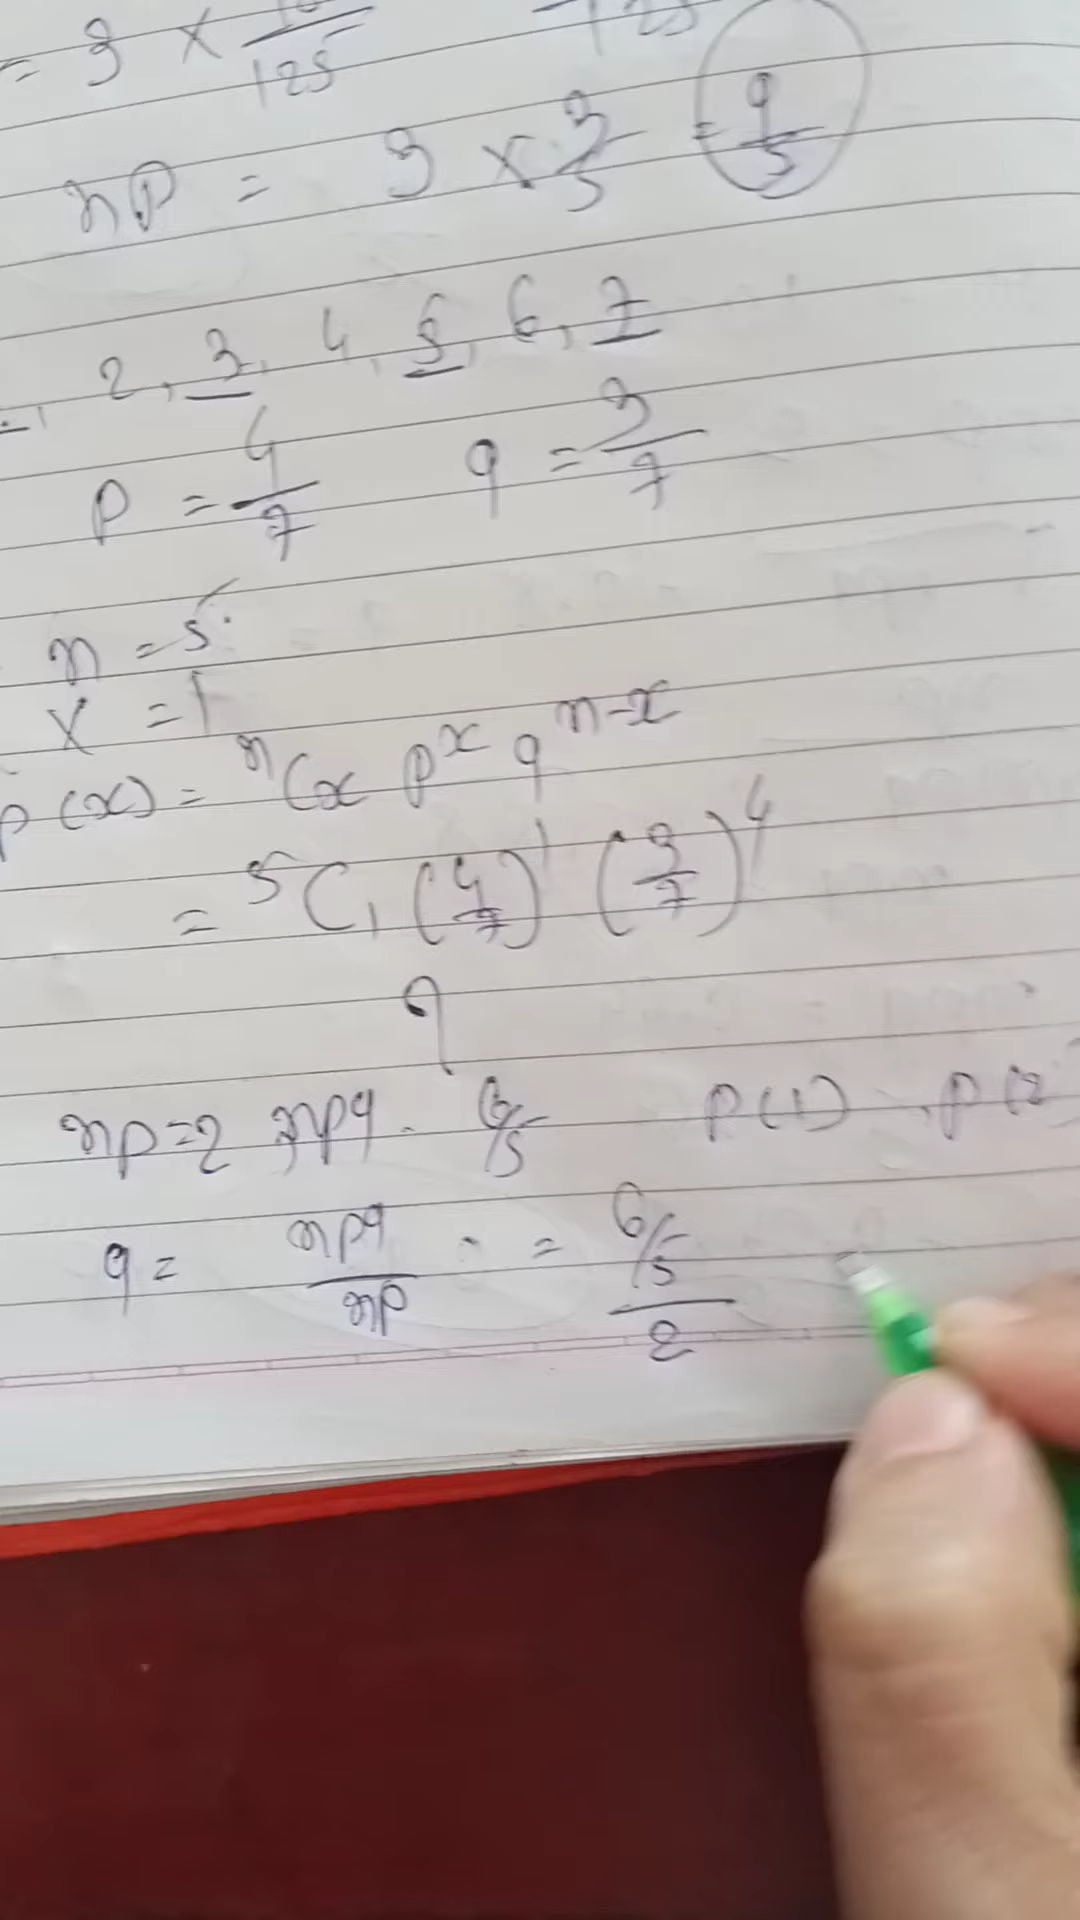 = 3 × /125 125
np = 3 × 3/5 = 9/5
2, 3, 4, 5, 6, 7
p = 4/7 q = 3/7
n = 5
X = 1
p(x) = ⁿCx pˣ qⁿ⁻ˣ
= ⁵C₁ (4/7)¹ (3/7)⁴
np=2 npq 6/5 P(1) P(2
q = npq/np = 6/5/2 =